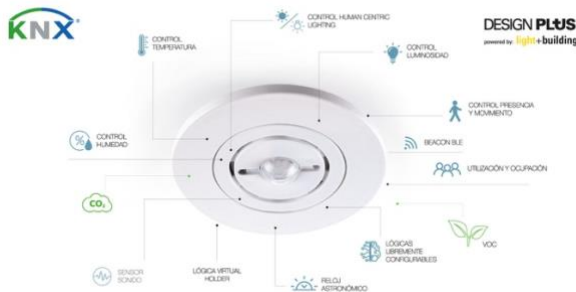 KNX®
CONTROL HUMAN CENTRIC
LIGHTING
DESIGN PLUS
powered by: light+building
CONTROL
TEMPERATURA
CONTROL
LUMINOSIDAD
CONTROL PRESENCIA
Y MOVIMIENTO
%
CONTROL
HUMEDAD
BEACON BLE
UTILIZACIÓN Y OCUPACIÓN
CO₂
VOC
LÓGICAS
LIBREMENTE
CONFIGURABLES
SENSOR
SONIDO
LÓGICA VIRTUAL
HOLDER
RELOJ
ASTRONÓMICO